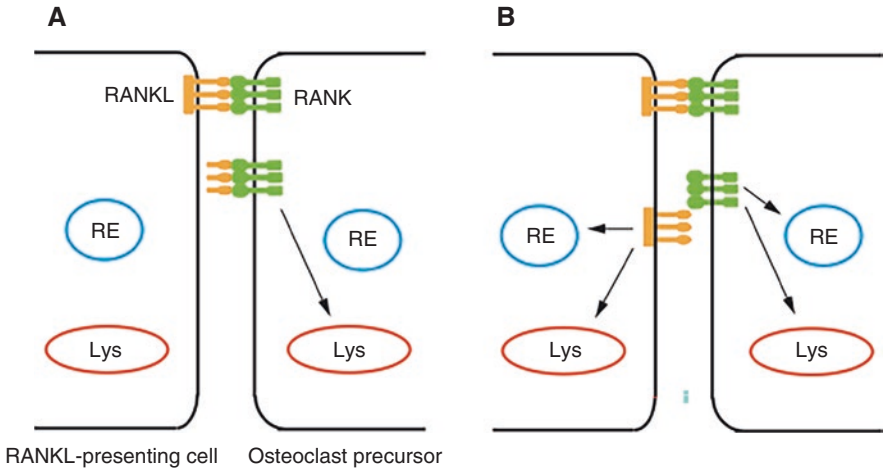 A
RANKL
RANK
RE
RE
Lys
Lys
RANKL-presenting cell
Osteoclast precursor
B
RE
RE
Lys
Lys